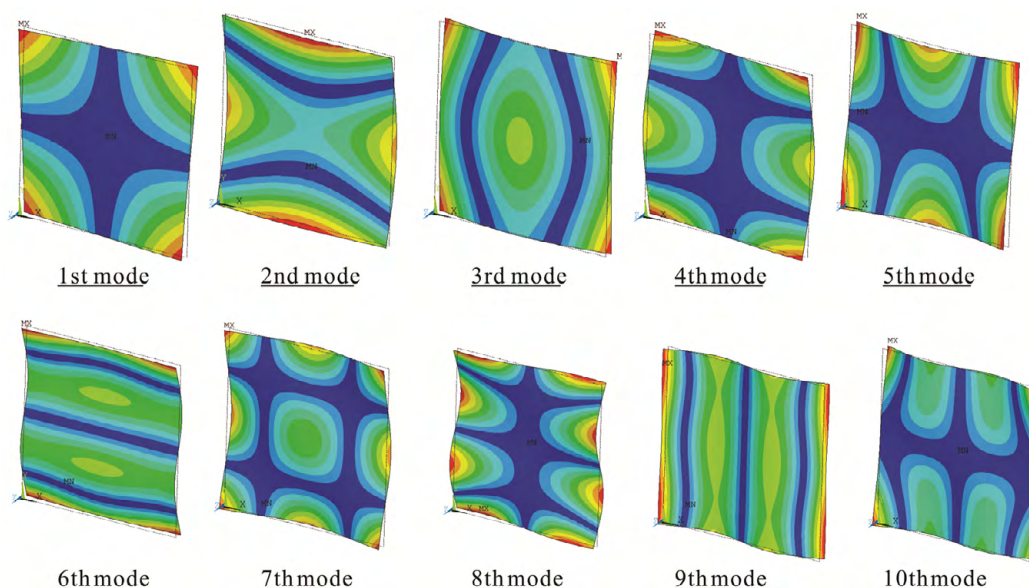 MX
MX
MX
MX
MN
MN
MN
MN
MN
Y
X
X
X
X
X
Z
Z
Z
Z
1st mode
2nd mode
3rd mode
4th mode
5th mode
MX
MX
MX
MX
MN
MN
MN
MN
MN
X
X
X
MX
X
X
6th mode
7th mode
8th mode
9th mode
10th mode